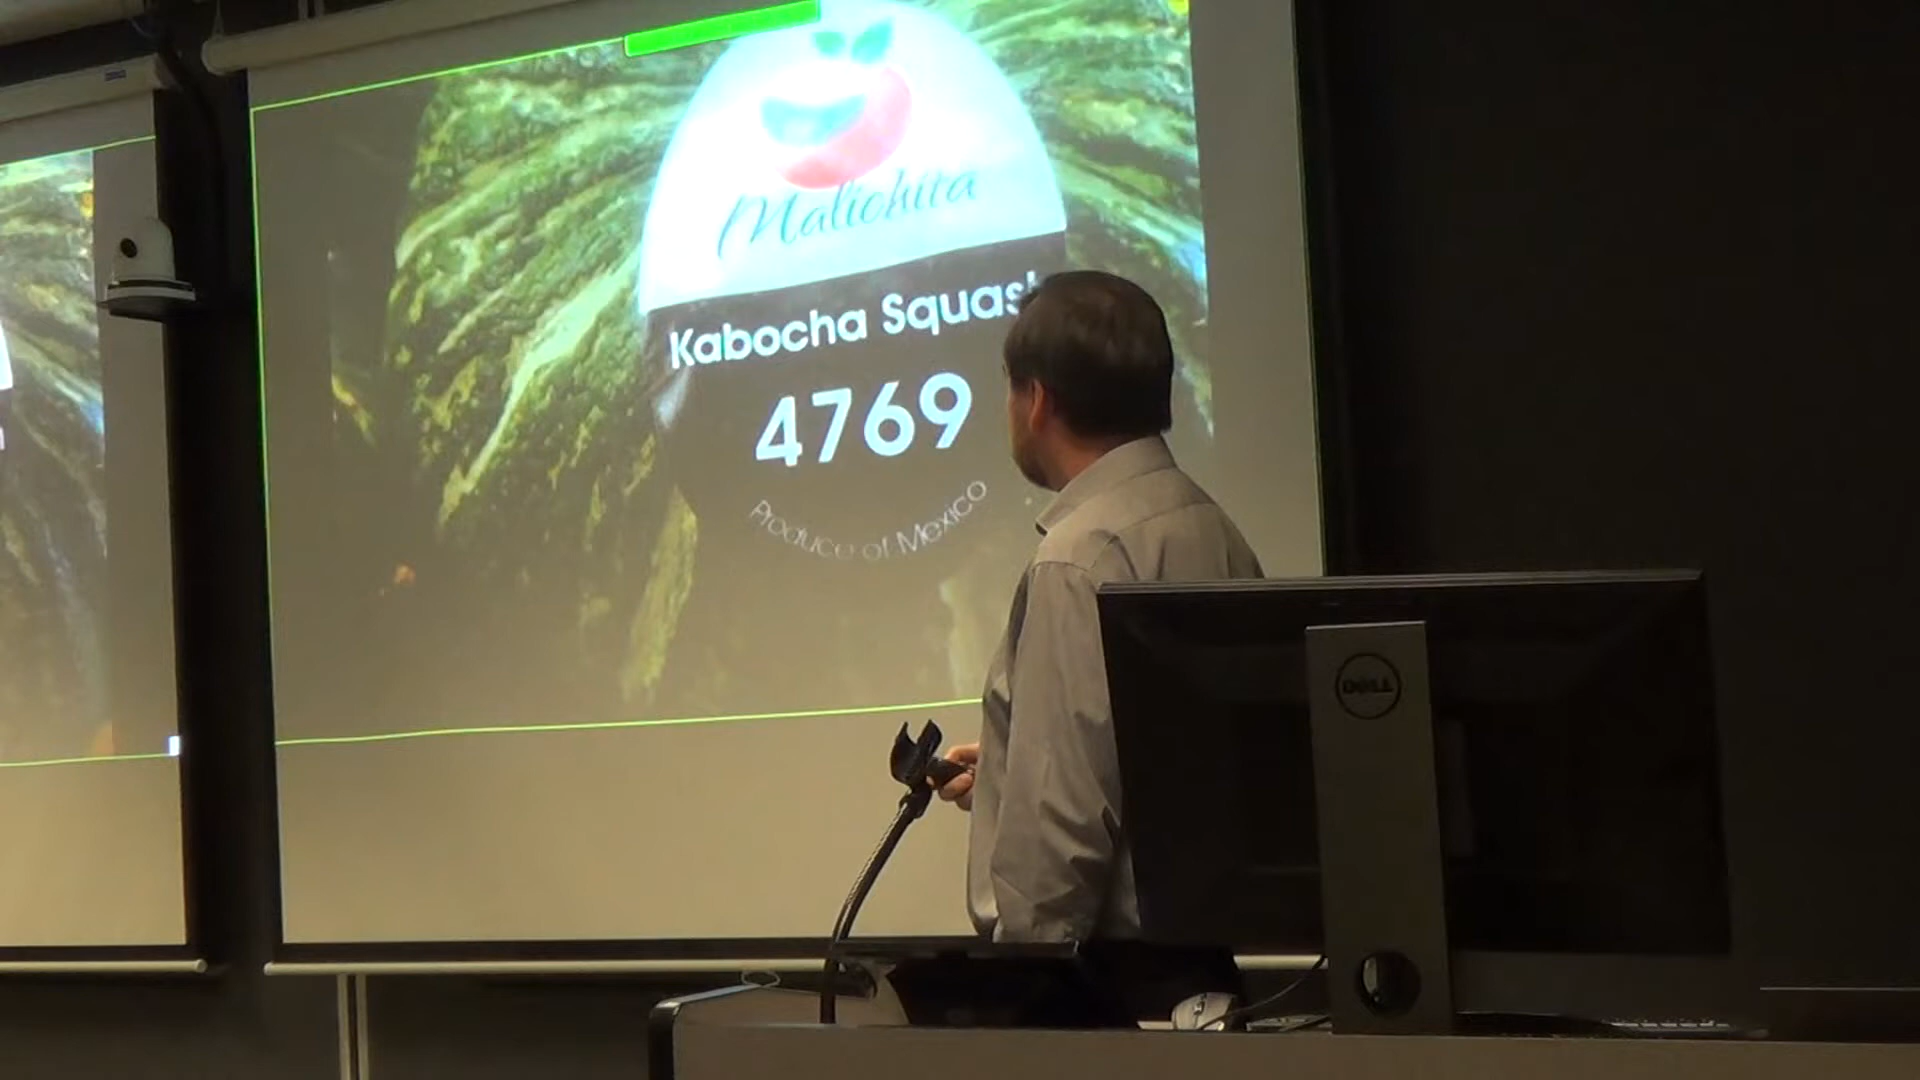 Malichita
Kabocha Squash
4769
Produce of Mexico
DELL